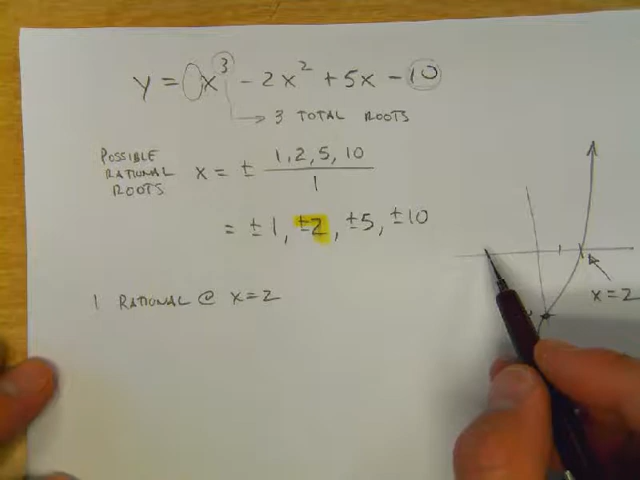 y = x³ - 2x² + 5x - 10
→ 3 TOTAL ROOTS
POSSIBLE RATIONAL ROOTS x = ± 1, 2, 5, 10 / 1
= ±1, ±2, ±5, ±10
1 RATIONAL @ x=2
x=2